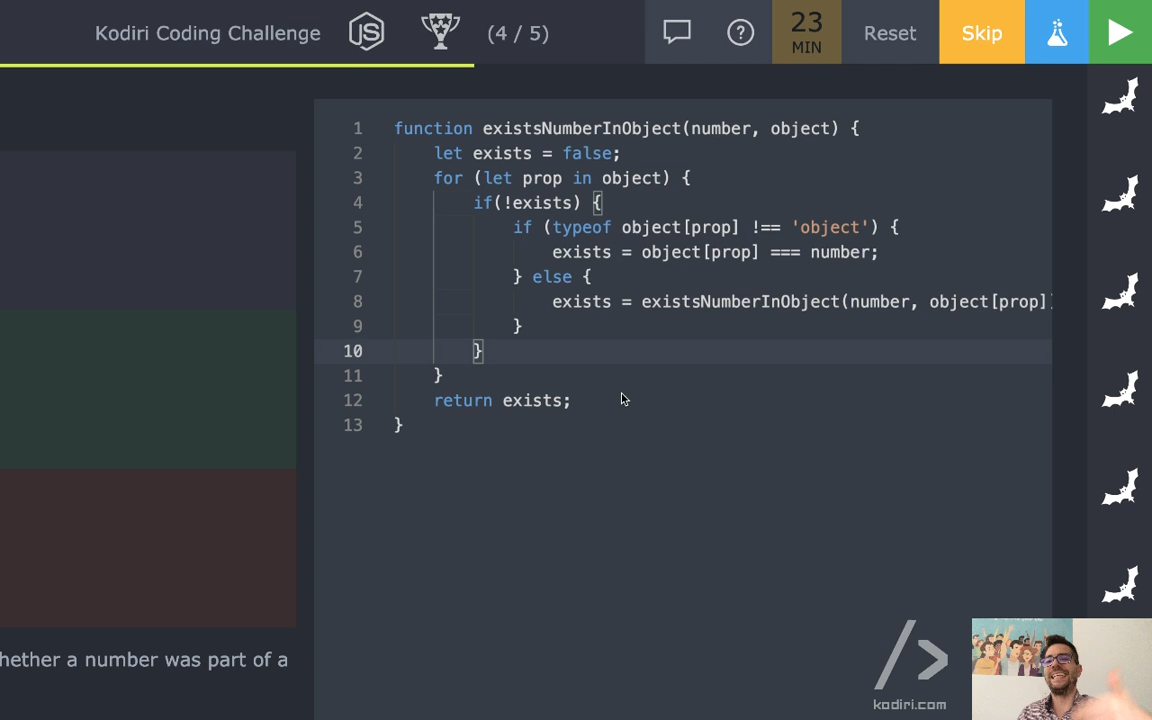 Kodiri Coding Challenge
JS
(4 / 5)
?
23
MIN
Reset
Skip
1 function existsNumberInObject(number, object) {
2 let exists = false;
3 for (let prop in object) {
4 if(!exists) {
5 if (typeof object[prop] !== 'object') {
6 exists = object[prop] === number;
7 } else {
8 exists = existsNumberInObject(number, object[prop]
9 }
10 }
11 }
12 return exists;
13 }
hether a number was part of a
/>
kodiri.com